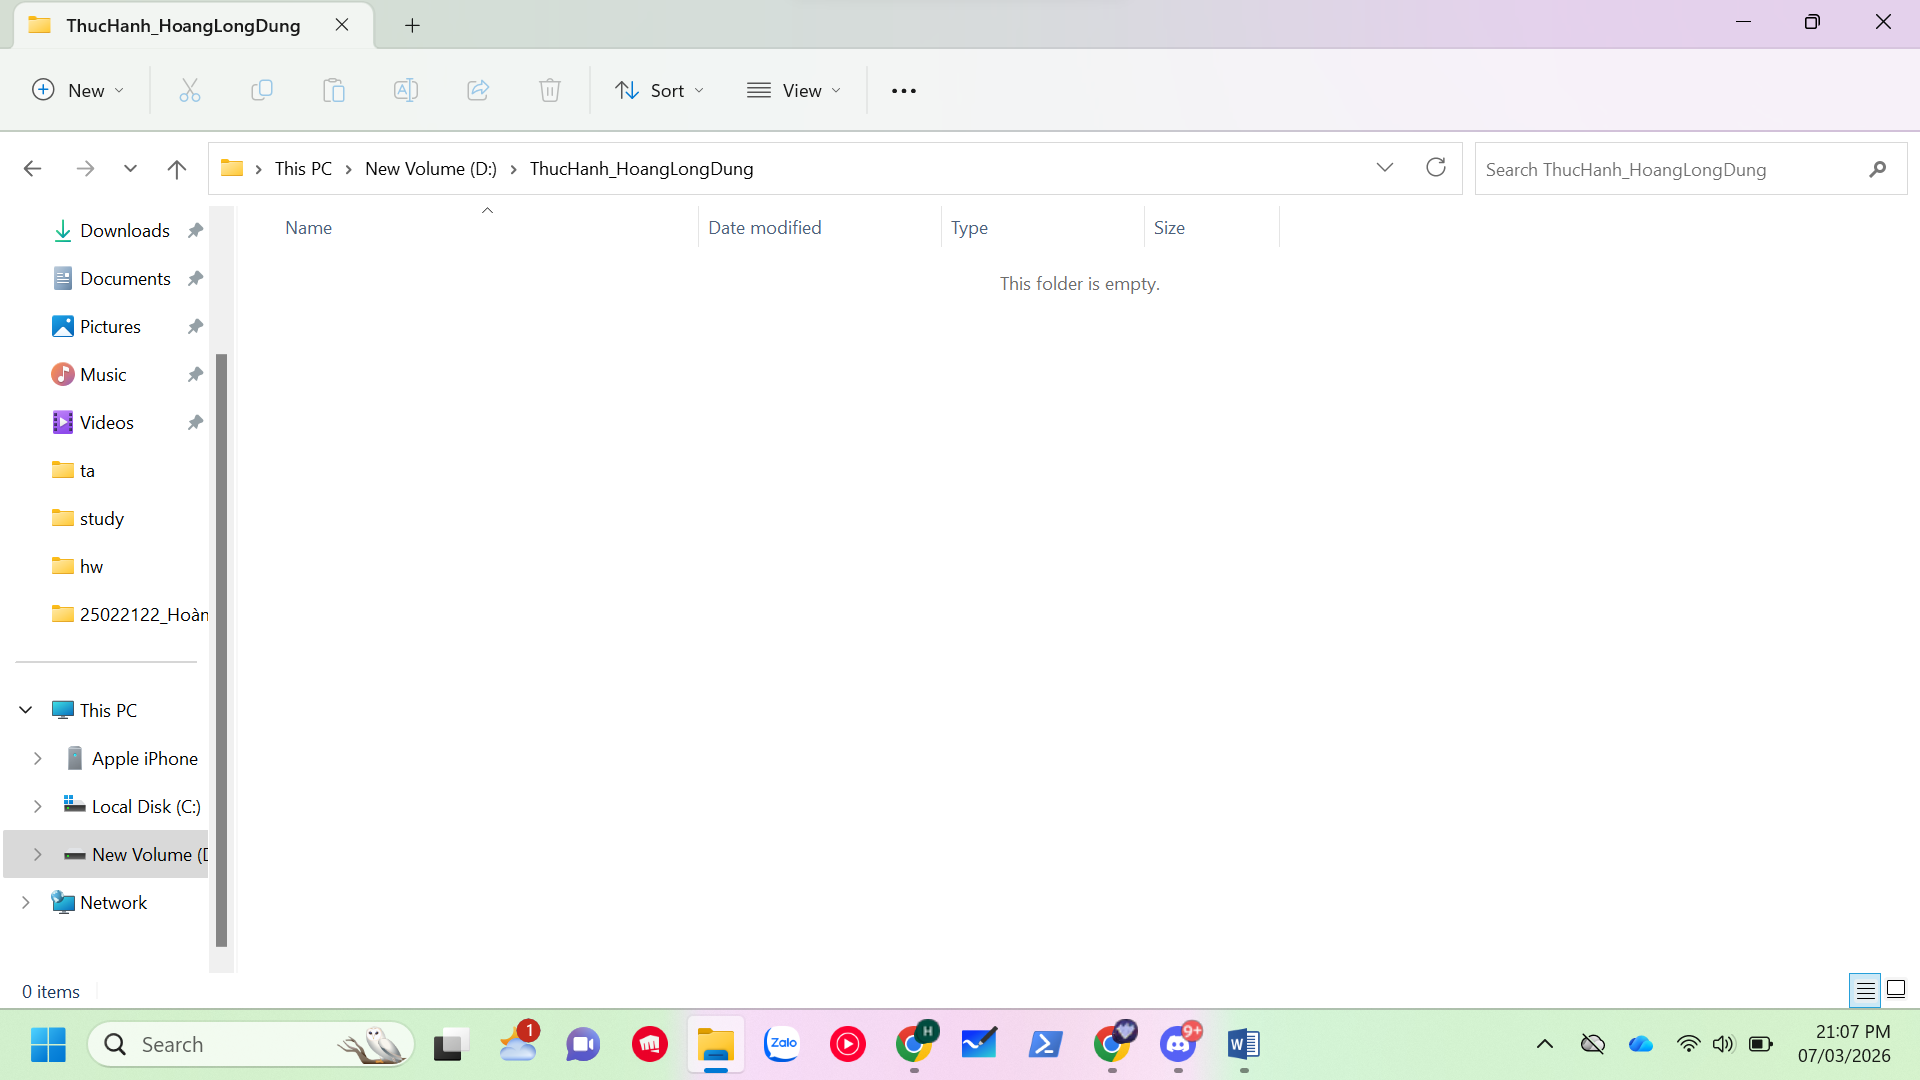 ThucHanh_HoangLongDung
New
Sort
View
This PC
New Volume (D:)
ThucHanh_HoangLongDung
Search ThucHanh_HoangLongDung
Name
Date modified
Type
Size
This folder is empty.
Downloads
Documents
Pictures
Music
Videos
ta
study
hw
25022122_Hoàn
This PC
Apple iPhone
Local Disk (C:)
New Volume (D
Network
0 items
Search
1
Zalo
H
9+
W
21:07 PM
07/03/2026